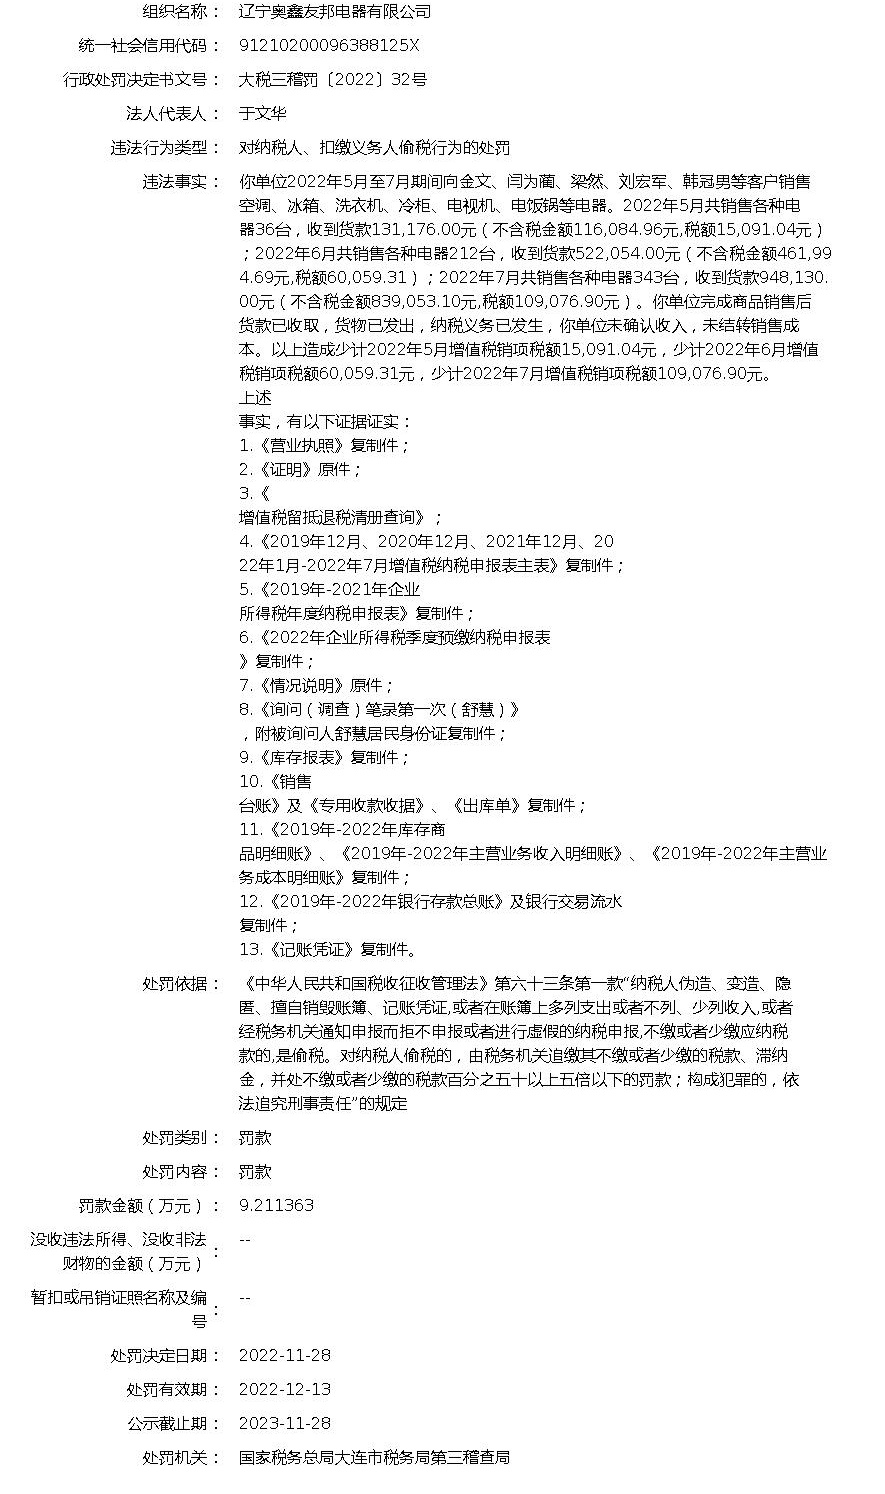 组织名称： 辽宁奥鑫友邦电器有限公司
统一社会信用代码： 91210200096388125X
行政处罚决定书文号： 大税三稽罚〔2022〕32号
法人代表人： 于文华
违法行为类型： 对纳税人、扣缴义务人偷税行为的处罚
违法事实： 你单位2022年5月至7月期间向金文、闫为蔺、梁然、刘宏军、韩冠男等客户销售
空调、冰箱、洗衣机、冷柜、电视机、电饭锅等电器。2022年5月共销售各种电
器36台，收到货款131,176.00元（不含税金额116,084.96元,税额15,091.04元）
；2022年6月共销售各种电器212台，收到货款522,054.00元（不含税金额461,99
4.69元,税额60,059.31）；2022年7月共销售各种电器343台，收到货款948,130.
00元（不含税金额839,053.10元,税额109,076.90元）。你单位完成商品销售后
货款已收取，货物已发出，纳税义务已发生，你单位未确认收入，未结转销售成
本。以上造成少计2022年5月增值税销项税额15,091.04元，少计2022年6月增值
税销项税额60,059.31元，少计2022年7月增值税销项税额109,076.90元。
上述
事实，有以下证据证实：
1.《营业执照》复制件；
2.《证明》原件；
3.《
增值税留抵退税清册查询》；
4.《2019年12月、2020年12月、2021年12月、20
22年1月-2022年7月增值税纳税申报表主表》复制件；
5.《2019年-2021年企业
所得税年度纳税申报表》复制件；
6.《2022年企业所得税季度预缴纳税申报表
》复制件；
7.《情况说明》原件；
8.《询问（调查）笔录第一次（舒慧）》
，附被询问人舒慧居民身份证复制件；
9.《库存报表》复制件；
10.《销售
台账》及《专用收款收据》、《出库单》复制件；
11.《2019年-2022年库存商
品明细账》、《2019年-2022年主营业务收入明细账》、《2019年-2022年主营业
务成本明细账》复制件；
12.《2019年-2022年银行存款总账》及银行交易流水
复制件；
13.《记账凭证》复制件。
处罚依据： 《中华人民共和国税收征收管理法》第六十三条第一款“纳税人伪造、变造、隐
匿、擅自销毁账簿、记账凭证,或者在账簿上多列支出或者不列、少列收入,或者
经税务机关通知申报而拒不申报或者进行虚假的纳税申报,不缴或者少缴应纳税
款的,是偷税。对纳税人偷税的，由税务机关追缴其不缴或者少缴的税款、滞纳
金，并处不缴或者少缴的税款百分之五十以上五倍以下的罚款；构成犯罪的，依
法追究刑事责任”的规定
处罚类别： 罚款
处罚内容： 罚款
罚款金额（万元）： 9.211363
没收违法所得、没收非法
财物的金额（万元）： --
暂扣或吊销证照名称及编
号： --
处罚决定日期： 2022-11-28
处罚有效期： 2022-12-13
公示截止期： 2023-11-28
处罚机关： 国家税务总局大连市税务局第三稽查局